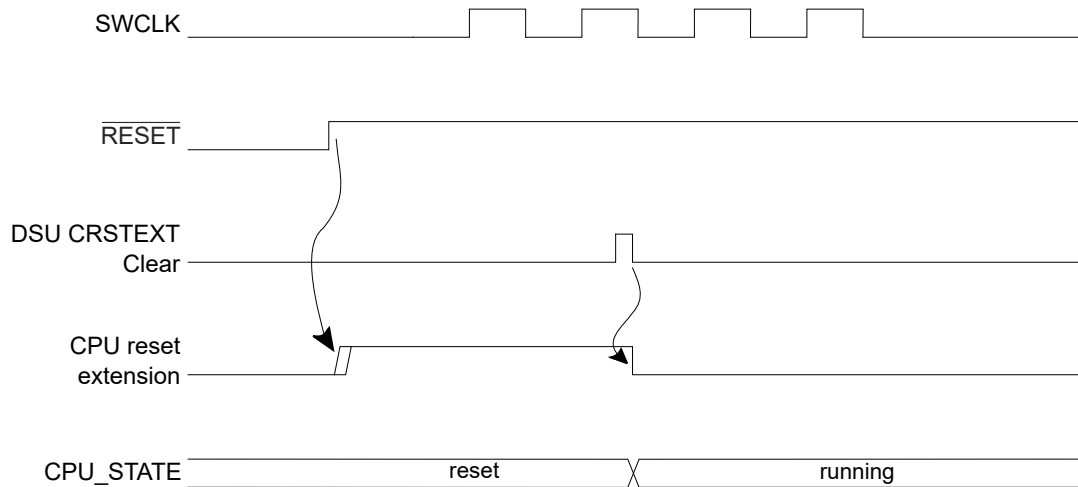 SWCLK
RESET
DSU CRSTEXT
Clear
CPU reset
extension
CPU_STATE
reset
running